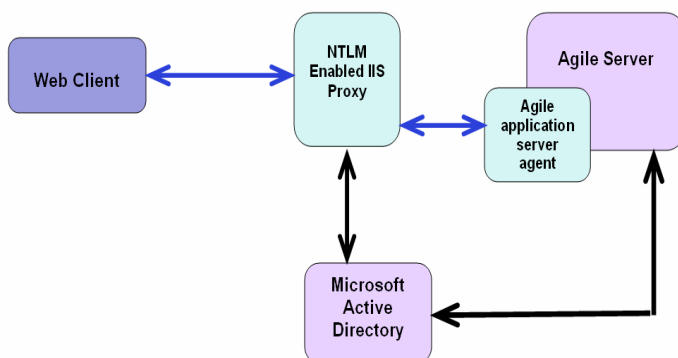 Web Client
NTLM
Enabled IIS
Proxy
Agile Server
Agile
application
server
agent
Microsoft
Active
Directory